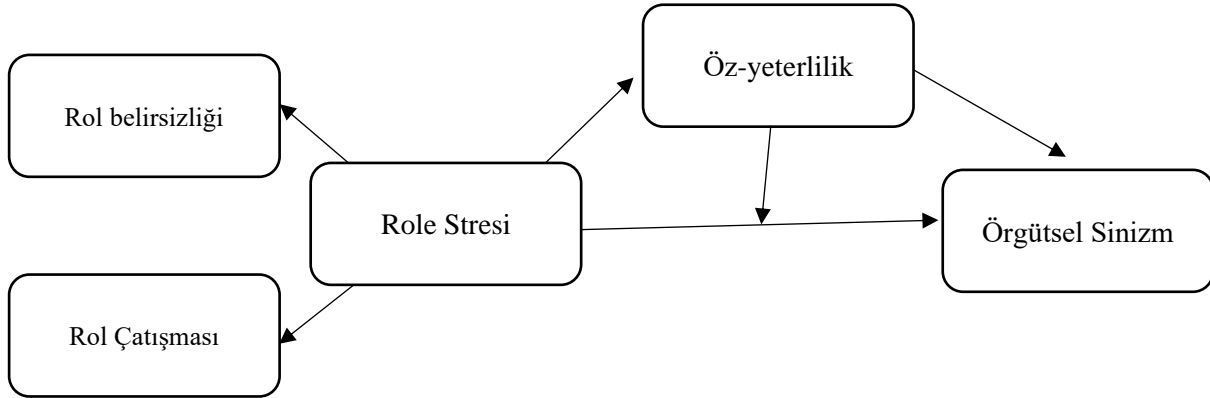 Öz-yeterlilik
Rol belirsizliği
Role Stresi
Örgütsel Sinizm
Rol Çatışması